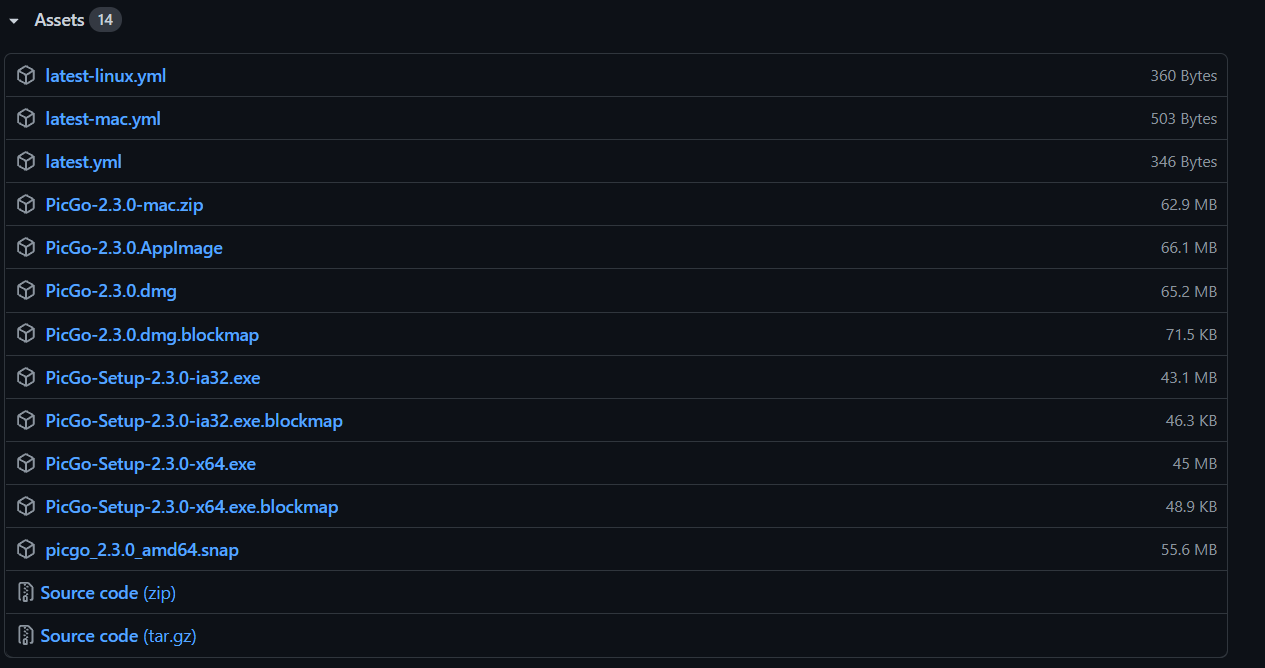 Assets 14
latest-linux.yml 360 Bytes
latest-mac.yml 503 Bytes
latest.yml 346 Bytes
PicGo-2.3.0-mac.zip 62.9 MB
PicGo-2.3.0.AppImage 66.1 MB
PicGo-2.3.0.dmg 65.2 MB
PicGo-2.3.0.dmg.blockmap 71.5 KB
PicGo-Setup-2.3.0-ia32.exe 43.1 MB
PicGo-Setup-2.3.0-ia32.exe.blockmap 46.3 KB
PicGo-Setup-2.3.0-x64.exe 45 MB
PicGo-Setup-2.3.0-x64.exe.blockmap 48.9 KB
picgo_2.3.0_amd64.snap 55.6 MB
Source code (zip)
Source code (tar.gz)